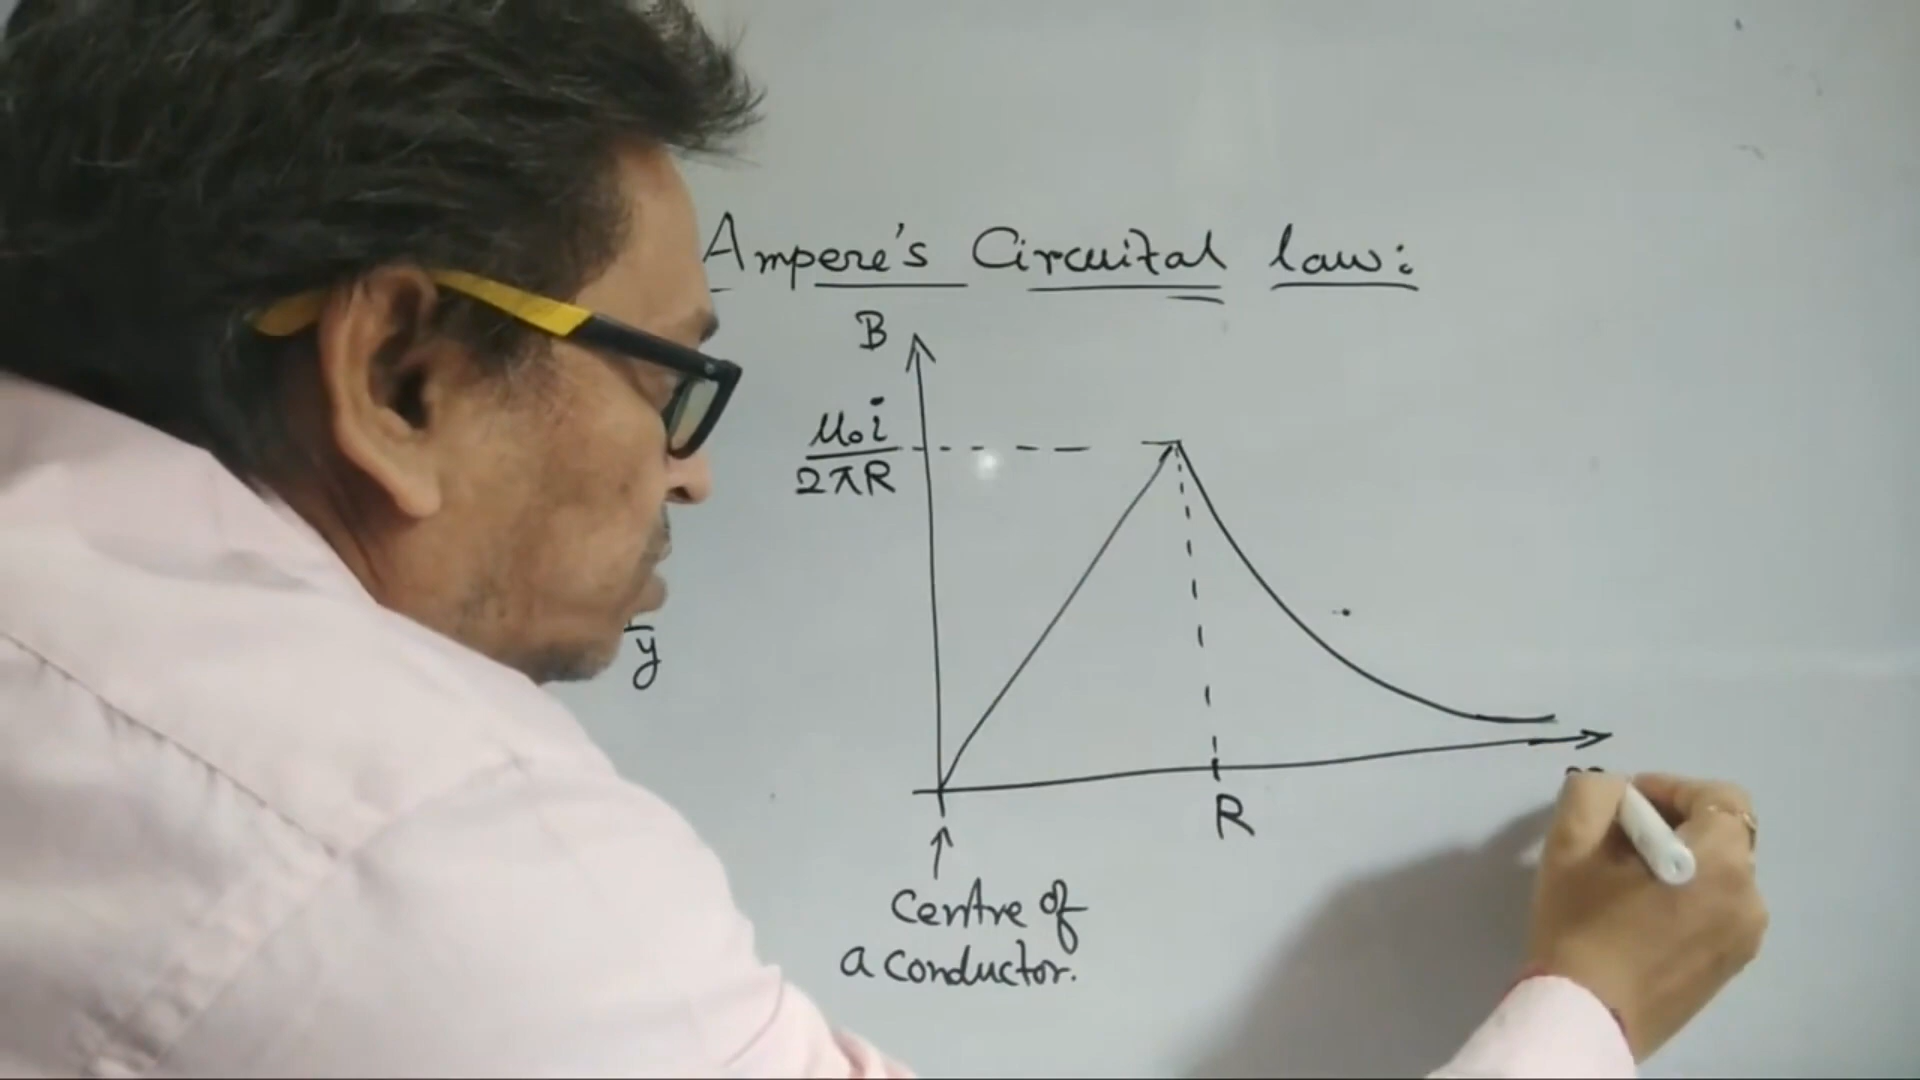 Ampere's Circuital law:
B
μ₀i
2πR
y
R
Centre of
a conductor.